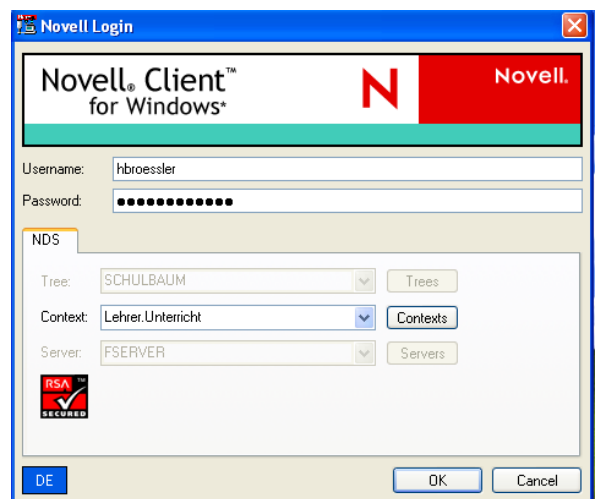 Novell Login
Novell® Client™
for Windows*
N
Novell®
Username: hbroessler
Password: ●●●●●●●●●●●●
NDS
Tree: SCHULBAUM Trees
Context: Lehrer.Unterricht Contexts
Server: FSERVER Servers
RSA ™
SECURED
DE OK Cancel